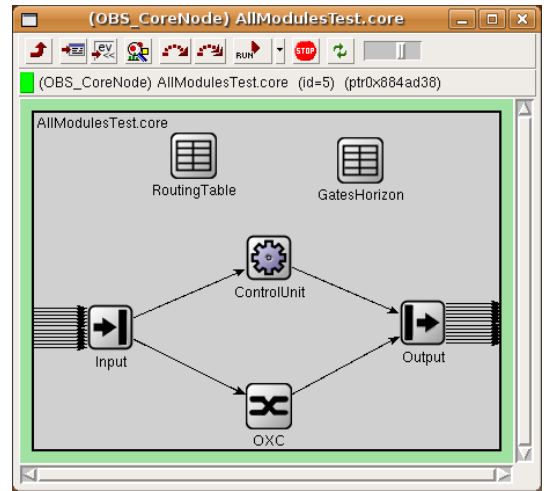 (OBS_CoreNode) AllModulesTest.core
ev
RUN
STOP
(OBS_CoreNode) AllModulesTest.core (id=5) (ptr0x884ad38)
AllModulesTest.core
RoutingTable
GatesHorizon
ControlUnit
Input
Output
OXC